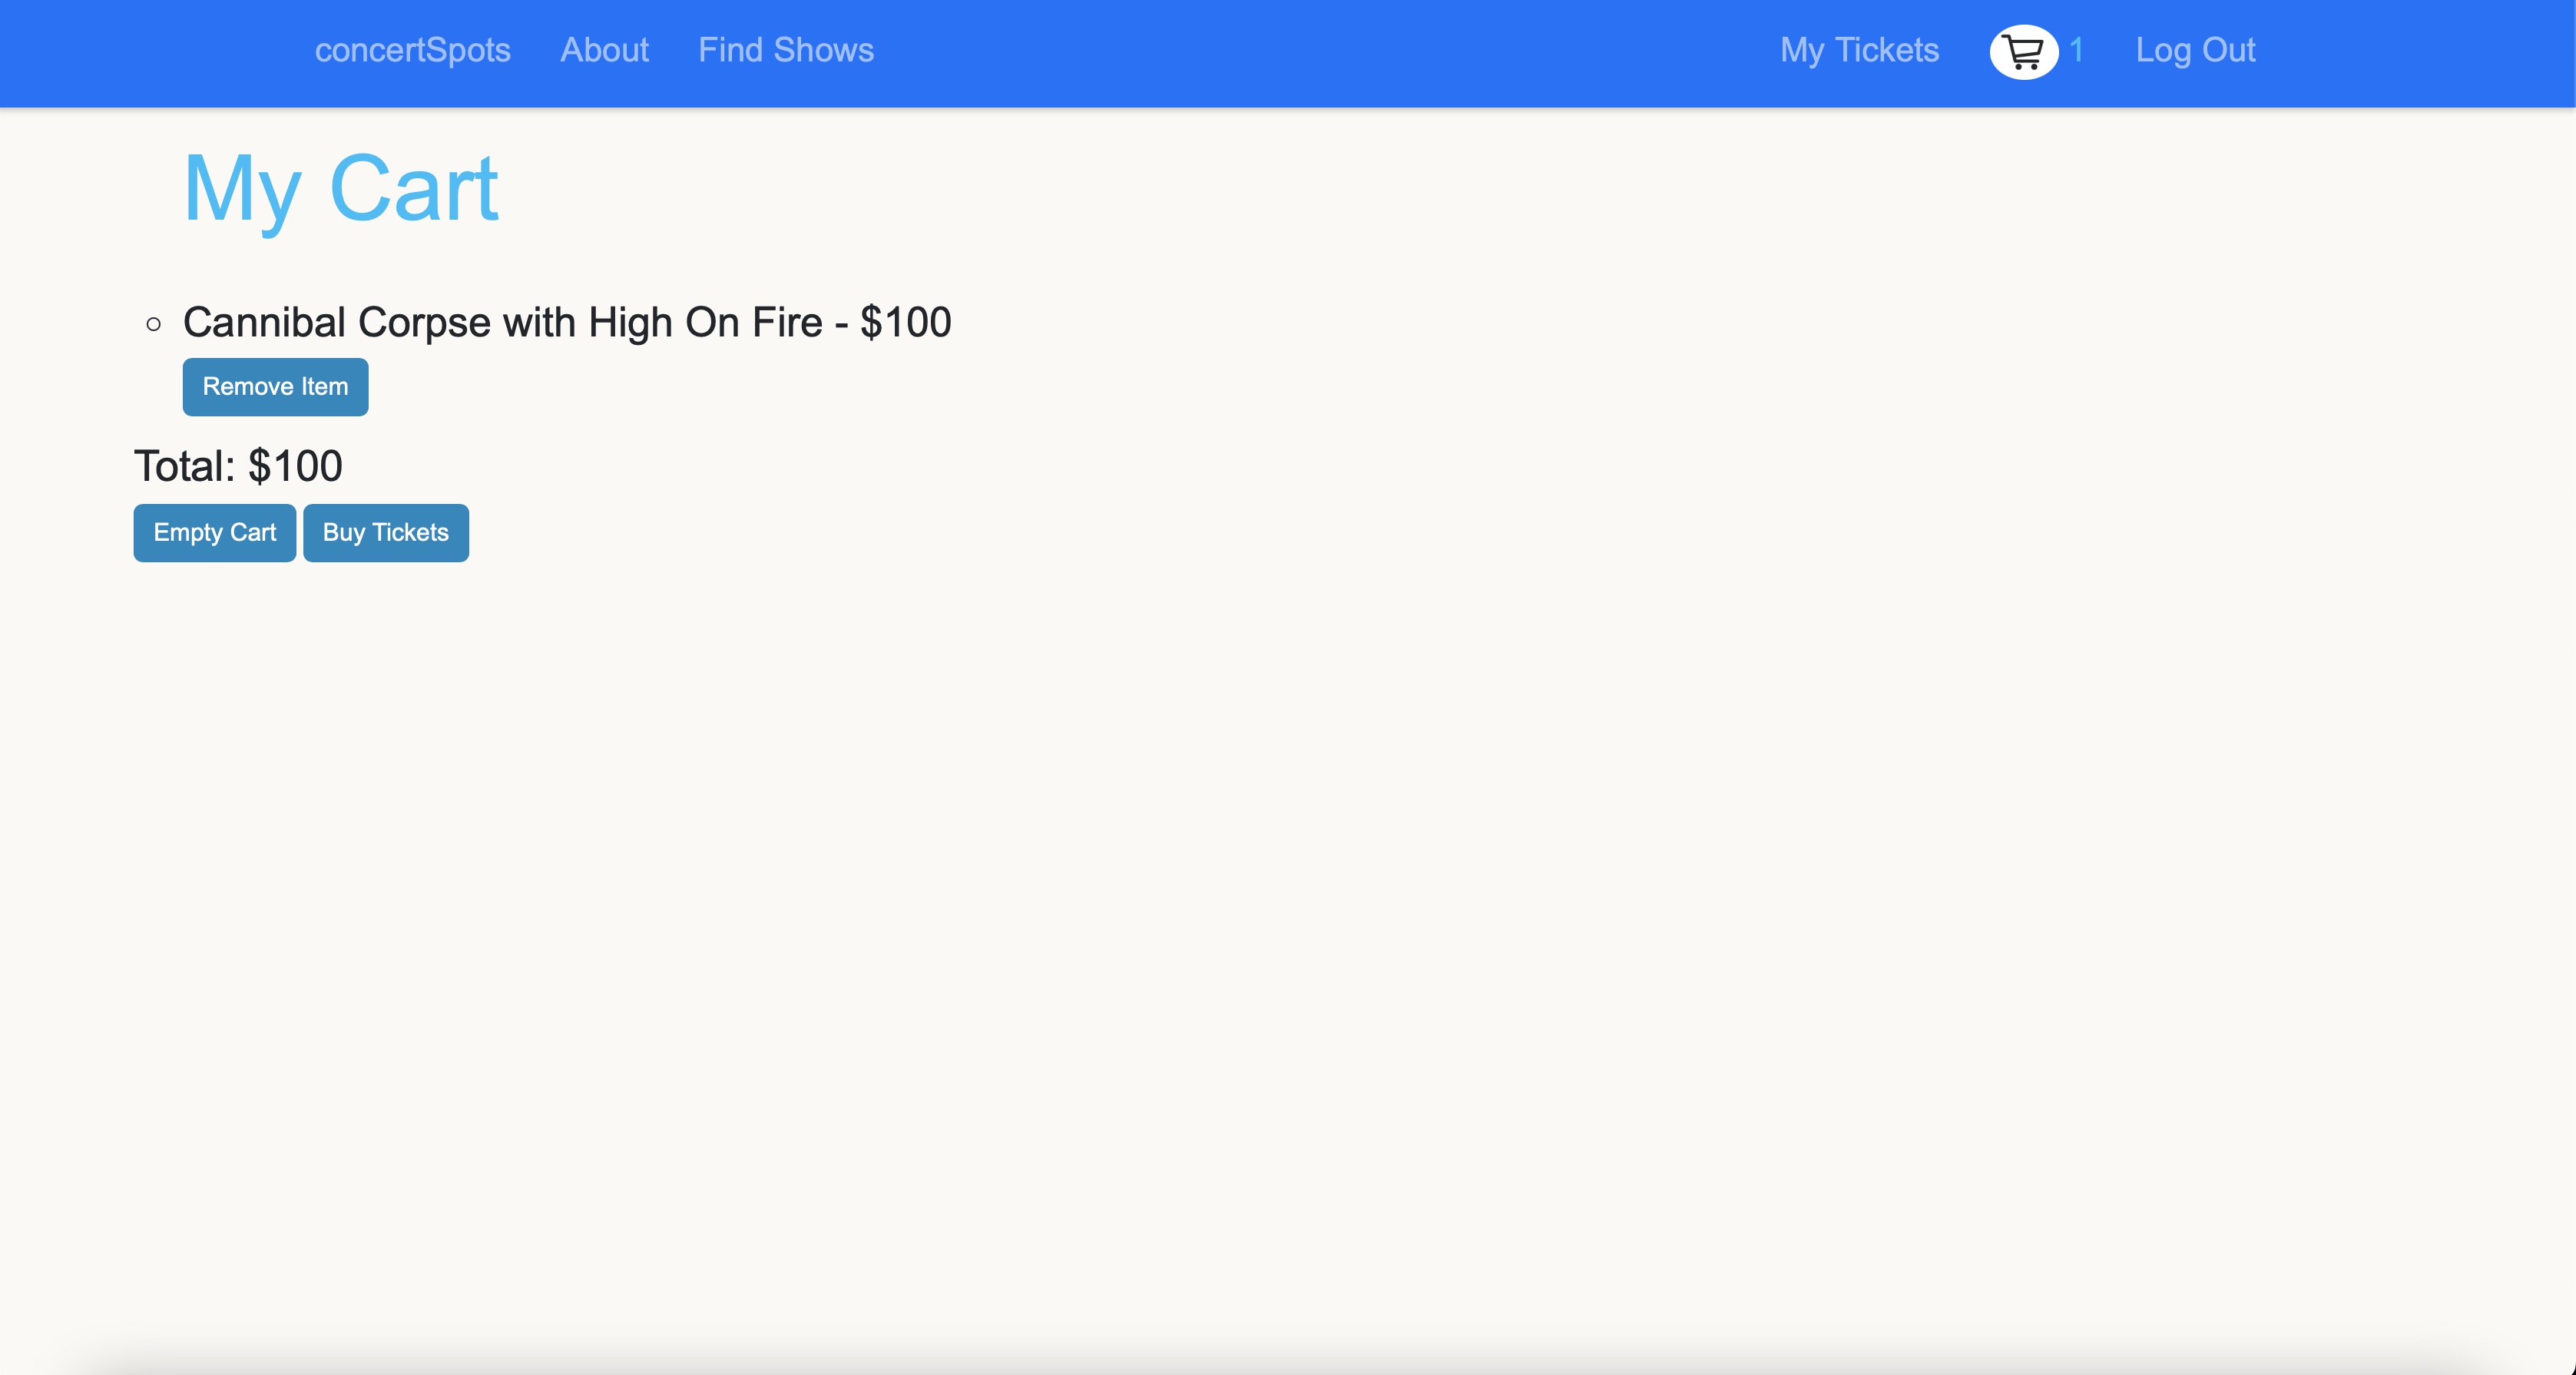 concertSpots About Find Shows My Tickets 1 Log Out
My Cart
Cannibal Corpse with High On Fire - $100
Remove Item
Total: $100
Empty Cart Buy Tickets